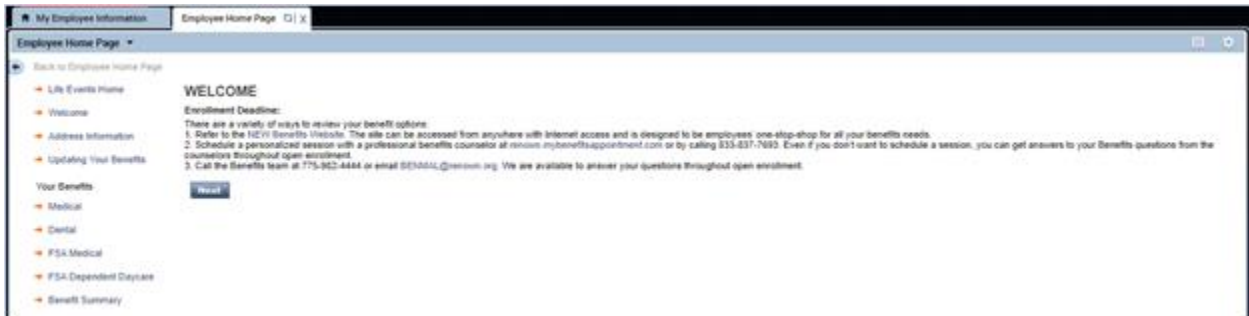 My Employee Information
Employee Home Page
Employee Home Page
Back to Employee Home Page
Life Events Home
Welcome
Address Information
Updating Your Benefits
Your Benefits
Medical
Dental
FSA Medical
FSA Dependent Daycare
Benefit Summary
WELCOME
Enrollment Deadline:
There are a variety of ways to review your benefit options:
1. Refer to the NEW Benefits Website. The site can be accessed from anywhere with Internet access and is designed to be employees' one-stop-shop for all your benefits needs.
2. Schedule a personalized session with a professional benefits counselor at renown.mybenefitsappointment.com or by calling 833-837-7693. Even if you don't want to schedule a session, you can get answers to your Benefits questions from the
counselors throughout open enrollment.
3. Call the Benefits team at 775-982-4444 or email @renown.org. We are available to answer your questions throughout open enrollment.
Next